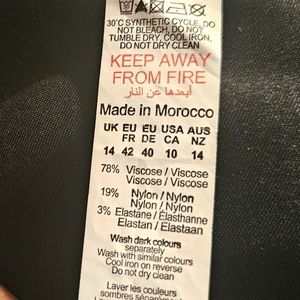 30°C SYNTHETIC CYCLE, DO
NOT BLEACH, DO NOT
TUMBLE DRY, COOL IRON,
DO NOT DRY CLEAN
KEEP AWAY
FROM FIRE
أبعدها عن النار
Made in Morocco
UK EU EU USA AUS
FR DE CA NZ
14 42 40 10 14
78% Viscose / Viscose
Viscose / Viscose
19% Nylon / Nylon
Nylon / Nylon
3% Elastane / Élasthanne
Elastan / Elastaan
Wash dark colours
separately
Wash with similar colours
Cool iron on reverse
Do not dry clean
Laver les couleurs
sombres séparément